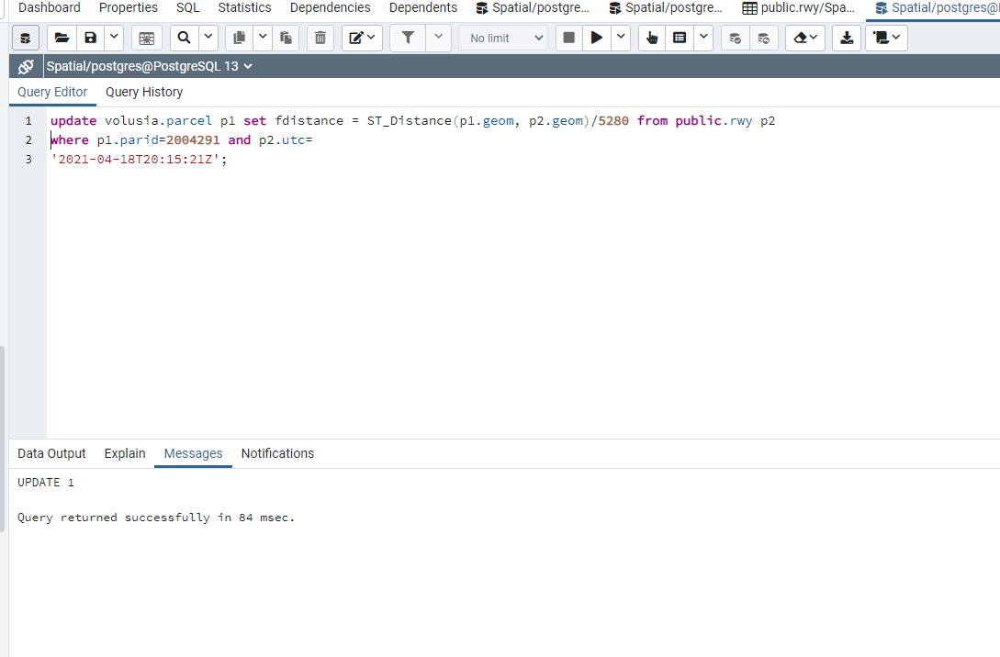 Dashboard Properties SQL Statistics Dependencies Dependents Spatial/postgre... Spatial/postgre... public.rwy/Spa... Spatial/postgres@
No limit
Spatial/postgres@PostgreSQL 13
Query Editor Query History
1 update volusia.parcel p1 set fdistance = ST_Distance(p1.geom, p2.geom)/5280 from public.rwy p2
2 where p1.parid=2004291 and p2.utc=
3 '2021-04-18T20:15:21Z';
Data Output Explain Messages Notifications
UPDATE 1
Query returned successfully in 84 msec.